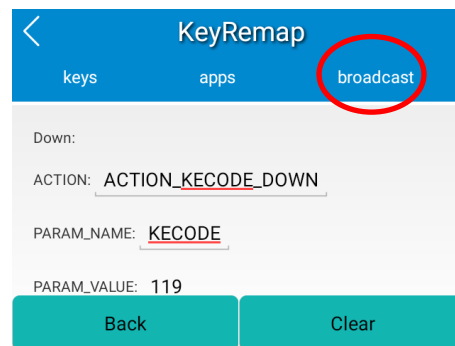 KeyRemap
keys apps broadcast
Down:
ACTION: ACTION_KECODE_DOWN
PARAM_NAME: KECODE
PARAM_VALUE: 119
Back Clear